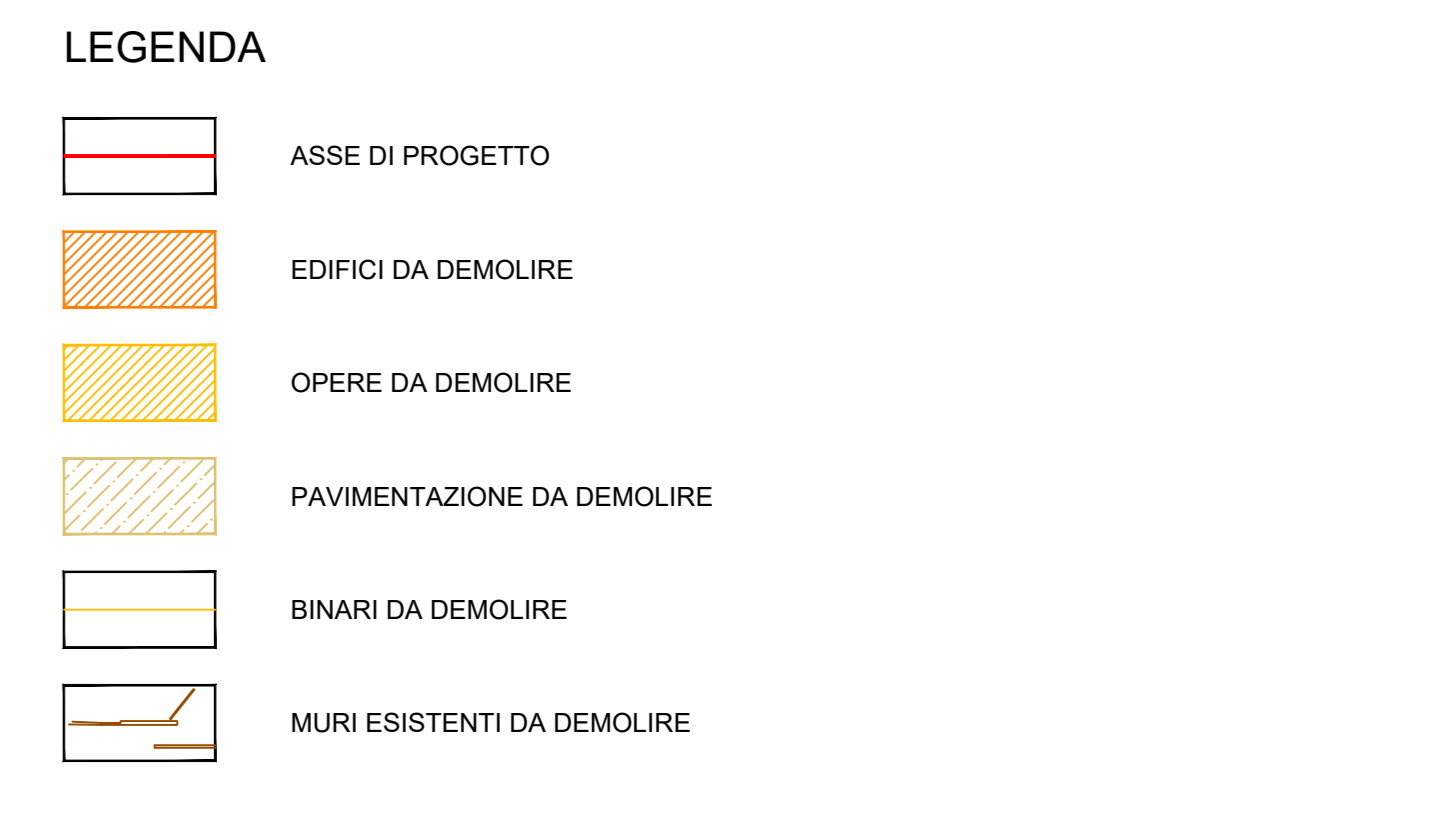 LEGENDA
ASSE DI PROGETTO
EDIFICI DA DEMOLIRE
OPERE DA DEMOLIRE
PAVIMENTAZIONE DA DEMOLIRE
BINARI DA DEMOLIRE
MURI ESISTENTI DA DEMOLIRE